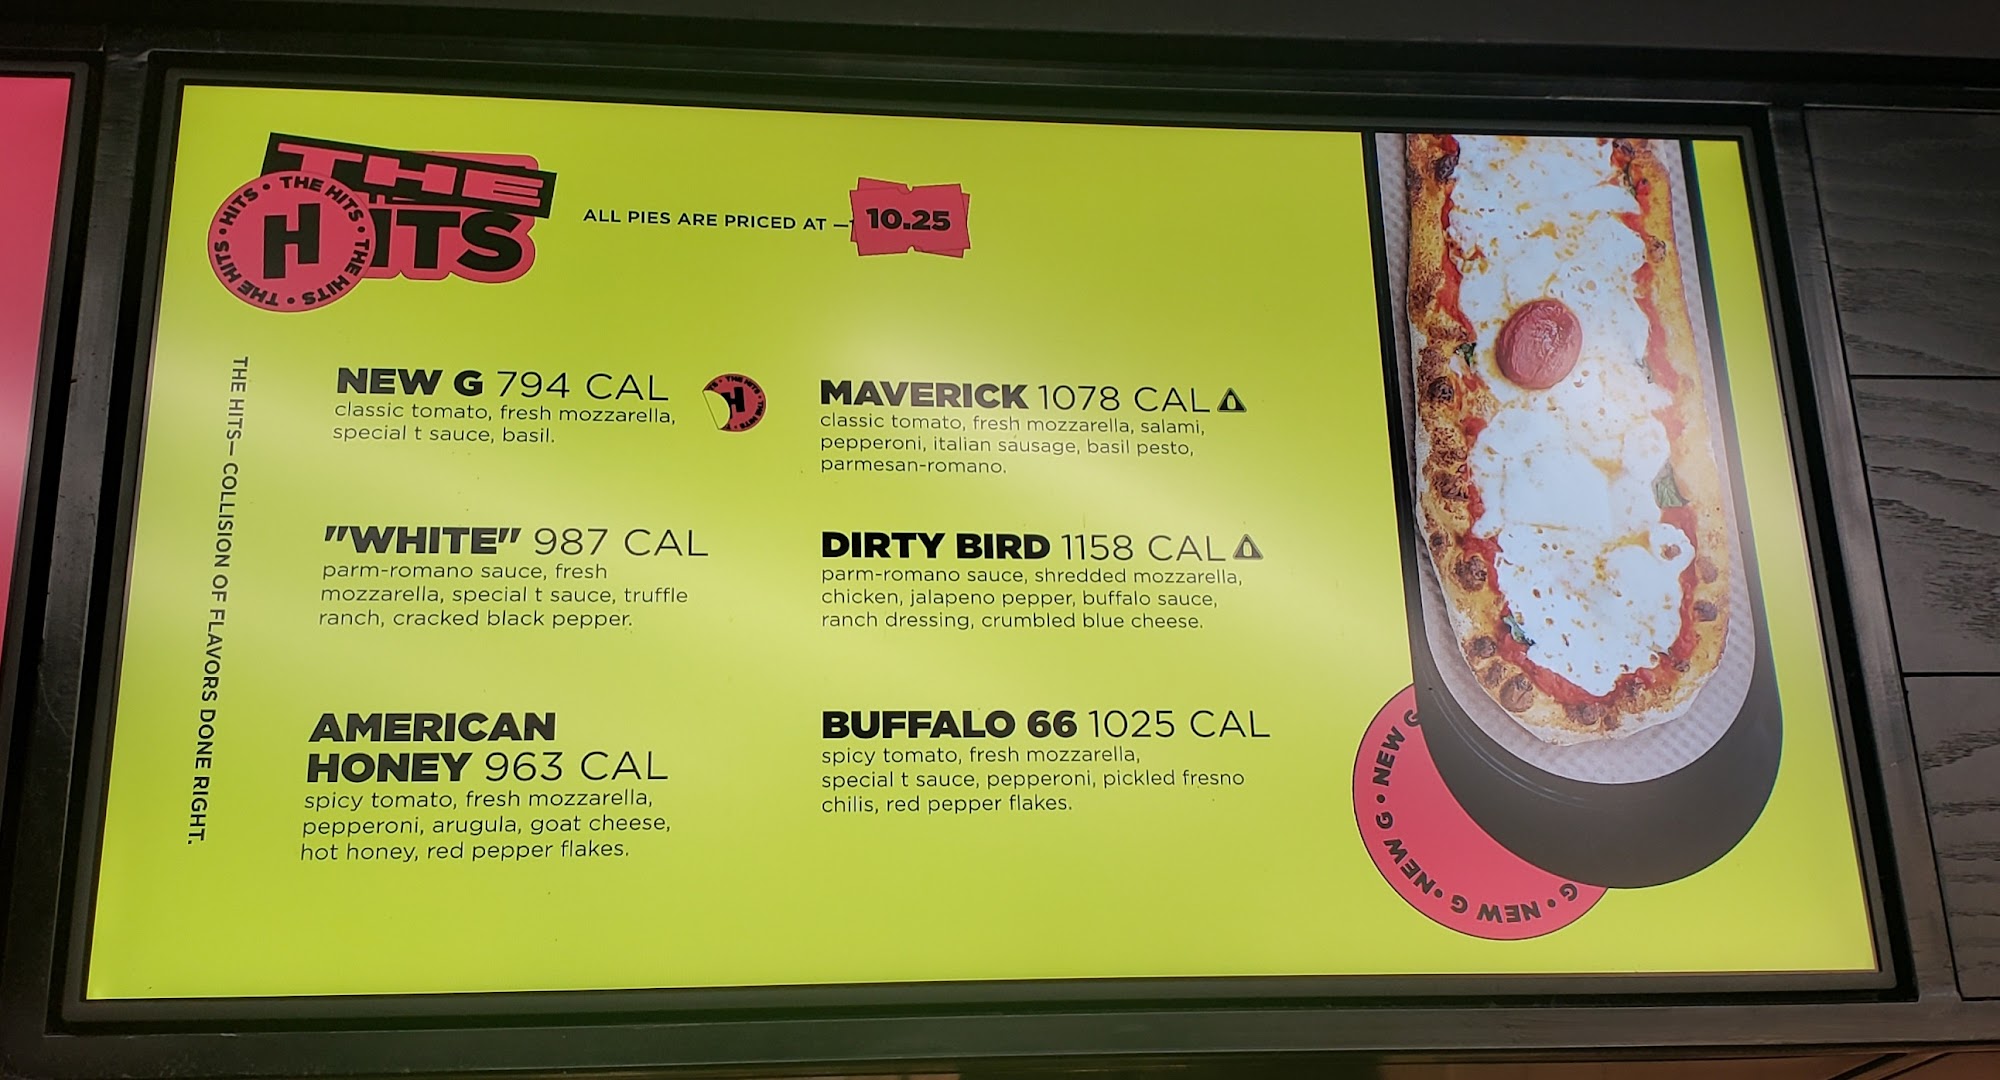 THE
HITS
THE HITS • THE HITS • THE HITS • HITS •
H
ALL PIES ARE PRICED AT — 10.25
THE HITS— COLLISION OF FLAVORS DONE RIGHT.
NEW G 794 CAL
classic tomato, fresh mozzarella,
special t sauce, basil.
"WHITE" 987 CAL
parm-romano sauce, fresh
mozzarella, special t sauce, truffle
ranch, cracked black pepper.
AMERICAN
HONEY 963 CAL
spicy tomato, fresh mozzarella,
pepperoni, arugula, goat cheese,
hot honey, red pepper flakes.
H
THE HITS
MAVERICK 1078 CAL
classic tomato, fresh mozzarella, salami,
pepperoni, italian sausage, basil pesto,
parmesan-romano.
DIRTY BIRD 1158 CAL
parm-romano sauce, shredded mozzarella,
chicken, jalapeno pepper, buffalo sauce,
ranch dressing, crumbled blue cheese.
BUFFALO 66 1025 CAL
spicy tomato, fresh mozzarella,
special t sauce, pepperoni, pickled fresno
chilis, red pepper flakes.
NEW G • NEW G • NEW G • NEW G • G